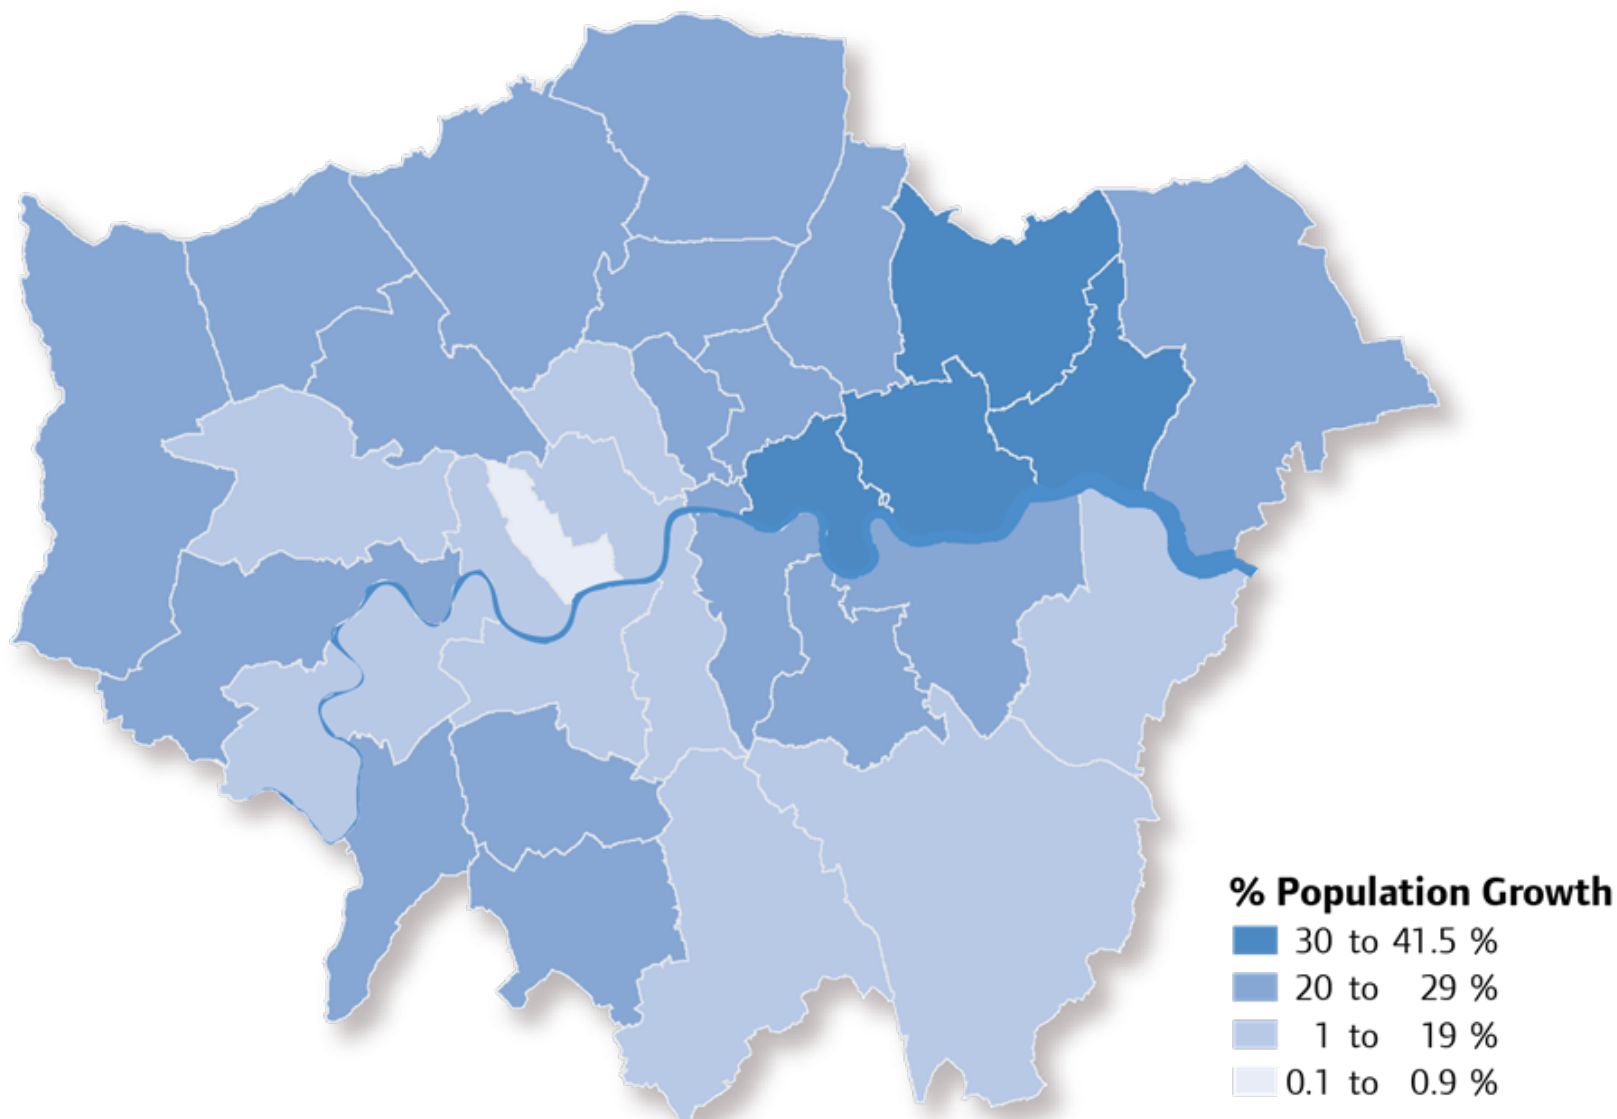 % Population Growth
30 to 41.5 %
20 to 29 %
1 to 19 %
0.1 to 0.9 %